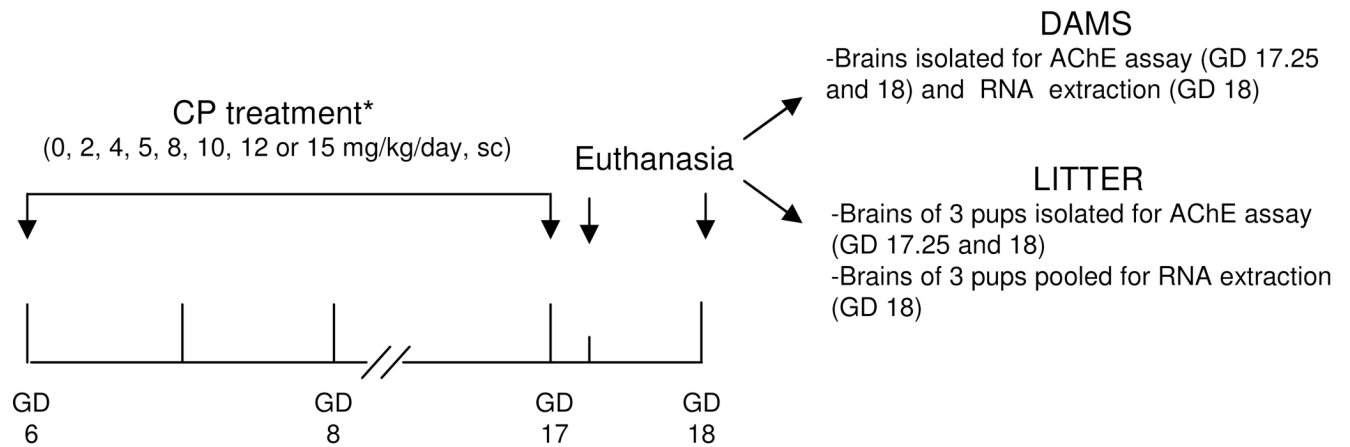 DAMS
-Brains isolated for AChE assay (GD 17.25
and 18) and RNA extraction (GD 18)
CP treatment*
(0, 2, 4, 5, 8, 10, 12 or 15 mg/kg/day, sc)
Euthanasia
LITTER
-Brains of 3 pups isolated for AChE assay
(GD 17.25 and 18)
-Brains of 3 pups pooled for RNA extraction
(GD 18)
GD
6
GD
8
GD
17
GD
18